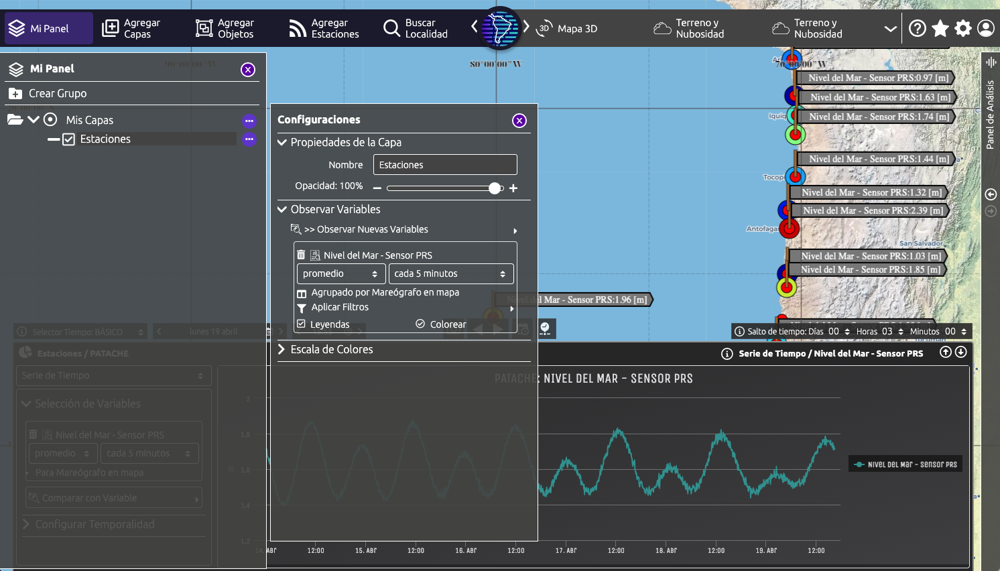 Mi Panel
Agregar
Capas
Agregar
Objetos
Agregar
Estaciones
Buscar
Localidad
3D
Mapa 3D
Terreno y
Nubosidad
Terreno y
Nubosidad
Mi Panel
90°00'00"W
80°00'00"W
70°00'00"W
Crear Grupo
Mis Capas
Estaciones
Configuraciones
Propiedades de la Capa
Nombre
Estaciones
Opacidad: 100%
Observar Variables
>> Observar Nuevas Variables
Nivel del Mar - Sensor PRS
promedio
cada 5 minutos
Agrupado por Mareógrafo en mapa
Aplicar Filtros
Leyendas
Colorear
Escala de Colores
Nivel del Mar - Sensor PRS:0.97 [m]
Nivel del Mar - Sensor PRS:1.63 [m]
Iquiq
Nivel del Mar - Sensor PRS:1.74 [m]
Nivel del Mar - Sensor PRS:1.44 [m]
Tocopi
Nivel del Mar - Sensor PRS:1.32 [m]
Nivel del Mar - Sensor PRS:2.39 [m]
Antofagas
San Salvador
Nivel del Mar - Sensor PRS:1.03 [m]
Nivel del Mar - Sensor PRS:1.85 [m]
Nivel del Mar - Sensor PRS:1.96 [m]
Panel de Análisis
Selector Tiempo: BÁSICO
lunes 19 abril
Salto de tiempo: Días 00 Horas 03 Minutos 00
Estaciones / PATACHE
Serie de Tiempo / Nivel del Mar - Sensor PRS
Serie de Tiempo
Selección de Variables
Nivel del Mar - Sensor PRS
promedio
cada 5 minutos
Para Mareógrafo en mapa
Comparar con Variable
Configurar Temporalidad
PATACHE: NIVEL DEL MAR - SENSOR PRS
2
1,8
1,6
1,4
1,2
14. Abr
12:00
15. Abr
12:00
16. Abr
12:00
17. Abr
12:00
18. Abr
12:00
19. Abr
12:00
Nivel del Mar - Sensor PRS